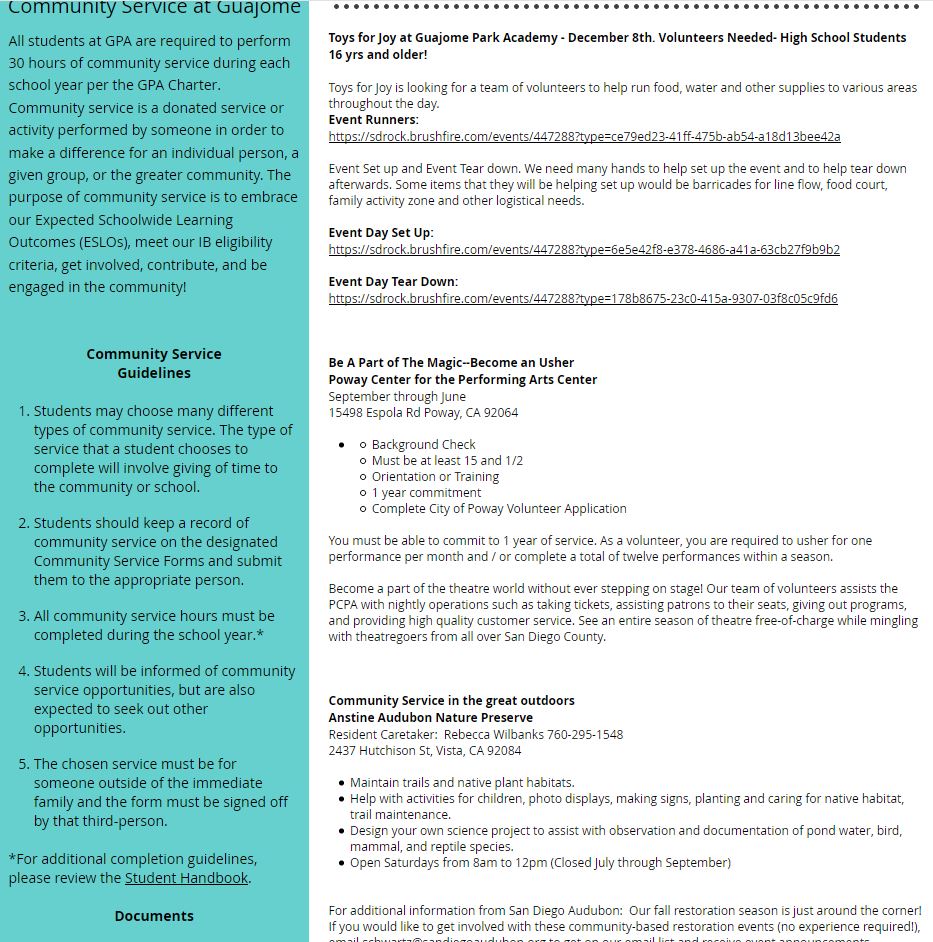 Community Service at Guajome
All students at GPA are required to perform
30 hours of community service during each
school year per the GPA Charter.
Community service is a donated service or
activity performed by someone in order to
make a difference for an individual person, a
given group, or the greater community. The
purpose of community service is to embrace
our Expected Schoolwide Learning
Outcomes (ESLOs), meet our IB eligibility
criteria, get involved, contribute, and be
engaged in the community!
Community Service
Guidelines
1. Students may choose many different
types of community service. The type of
service that a student chooses to
complete will involve giving of time to
the community or school.
2. Students should keep a record of
community service on the designated
Community Service Forms and submit
them to the appropriate person.
3. All community service hours must be
completed during the school year.*
4. Students will be informed of community
service opportunities, but are also
expected to seek out other
opportunities.
5. The chosen service must be for
someone outside of the immediate
family and the form must be signed off
by that third-person.
*For additional completion guidelines,
please review the Student Handbook.
Documents
Toys for Joy at Guajome Park Academy - December 8th. Volunteers Needed- High School Students
16 yrs and older!
Toys for Joy is looking for a team of volunteers to help run food, water and other supplies to various areas
throughout the day.
Event Runners:
https://sdrock.brushfire.com/events/447288?type=ce79ed23-41ff-475b-ab54-a18d13bee42a
Event Set up and Event Tear down. We need many hands to help set up the event and to help tear down
afterwards. Some items that they will be helping set up would be barricades for line flow, food court,
family activity zone and other logistical needs.
Event Day Set Up:
https://sdrock.brushfire.com/events/447288?type=6e5e42f8-e378-4686-a41a-63cb27f9b9b2
Event Day Tear Down:
https://sdrock.brushfire.com/events/447288?type=178b8675-23c0-415a-9307-03f8c05c9fd6
Be A Part of The Magic--Become an Usher
Poway Center for the Performing Arts Center
September through June
15498 Espola Rd Poway, CA 92064
Background Check
Must be at least 15 and 1/2
Orientation or Training
1 year commitment
Complete City of Poway Volunteer Application
You must be able to commit to 1 year of service. As a volunteer, you are required to usher for one
performance per month and / or complete a total of twelve performances within a season.
Become a part of the theatre world without ever stepping on stage! Our team of volunteers assists the
PCPA with nightly operations such as taking tickets, assisting patrons to their seats, giving out programs,
and providing high quality customer service. See an entire season of theatre free-of-charge while mingling
with theatregoers from all over San Diego County.
Community Service in the great outdoors
Anstine Audubon Nature Preserve
Resident Caretaker: Rebecca Wilbanks 760-295-1548
2437 Hutchison St, Vista, CA 92084
Maintain trails and native plant habitats.
Help with activities for children, photo displays, making signs, planting and caring for native habitat,
trail maintenance.
Design your own science project to assist with observation and documentation of pond water, bird,
mammal, and reptile species.
Open Saturdays from 8am to 12pm (Closed July through September)
For additional information from San Diego Audubon: Our fall restoration season is just around the corner!
If you would like to get involved with these community-based restoration events (no experience required!),
email schwartz@sandiegoaudubon.org to get on our email list and receive event announcements